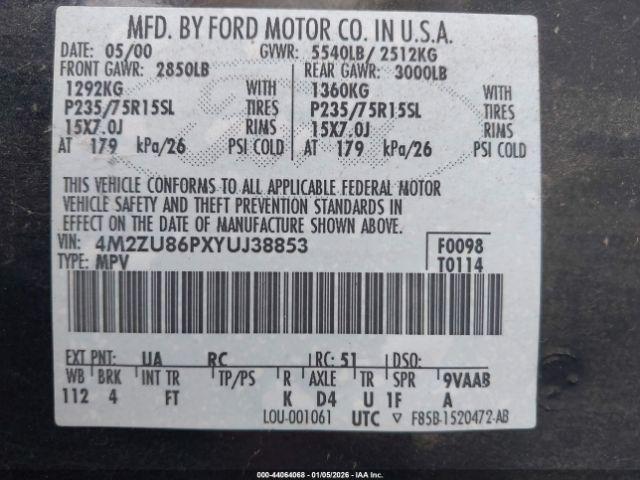 MFD. BY FORD MOTOR CO. IN U.S.A.
DATE: 05/00 GVWR: 5540LB/ 2512KG
FRONT GAWR: 2850LB REAR GAWR: 3000LB
1292KG WITH 1360KG WITH
P235/75R15SL TIRES P235/75R15SL TIRES
15X7.0J RIMS 15X7.0J RIMS
AT 179 kPa/26 PSI COLD AT 179 kPa/26 PSI COLD
THIS VEHICLE CONFORMS TO ALL APPLICABLE FEDERAL MOTOR
VEHICLE SAFETY AND THEFT PREVENTION STANDARDS IN
EFFECT ON THE DATE OF MANUFACTURE SHOWN ABOVE.
VIN: 4M2ZU86PXYUJ38853 F0098
TYPE: MPV T0114
EXT PNT: UA RC RC: 51 DSO:
WB BRK INT TR TP/PS R AXLE TR SPR 9VAAB
112 4 FT K D4 U 1F A
LOU-001061 UTC ▽ F85B-1520472-AB
000-44064068 - 01/05/2026 - IAA Inc.